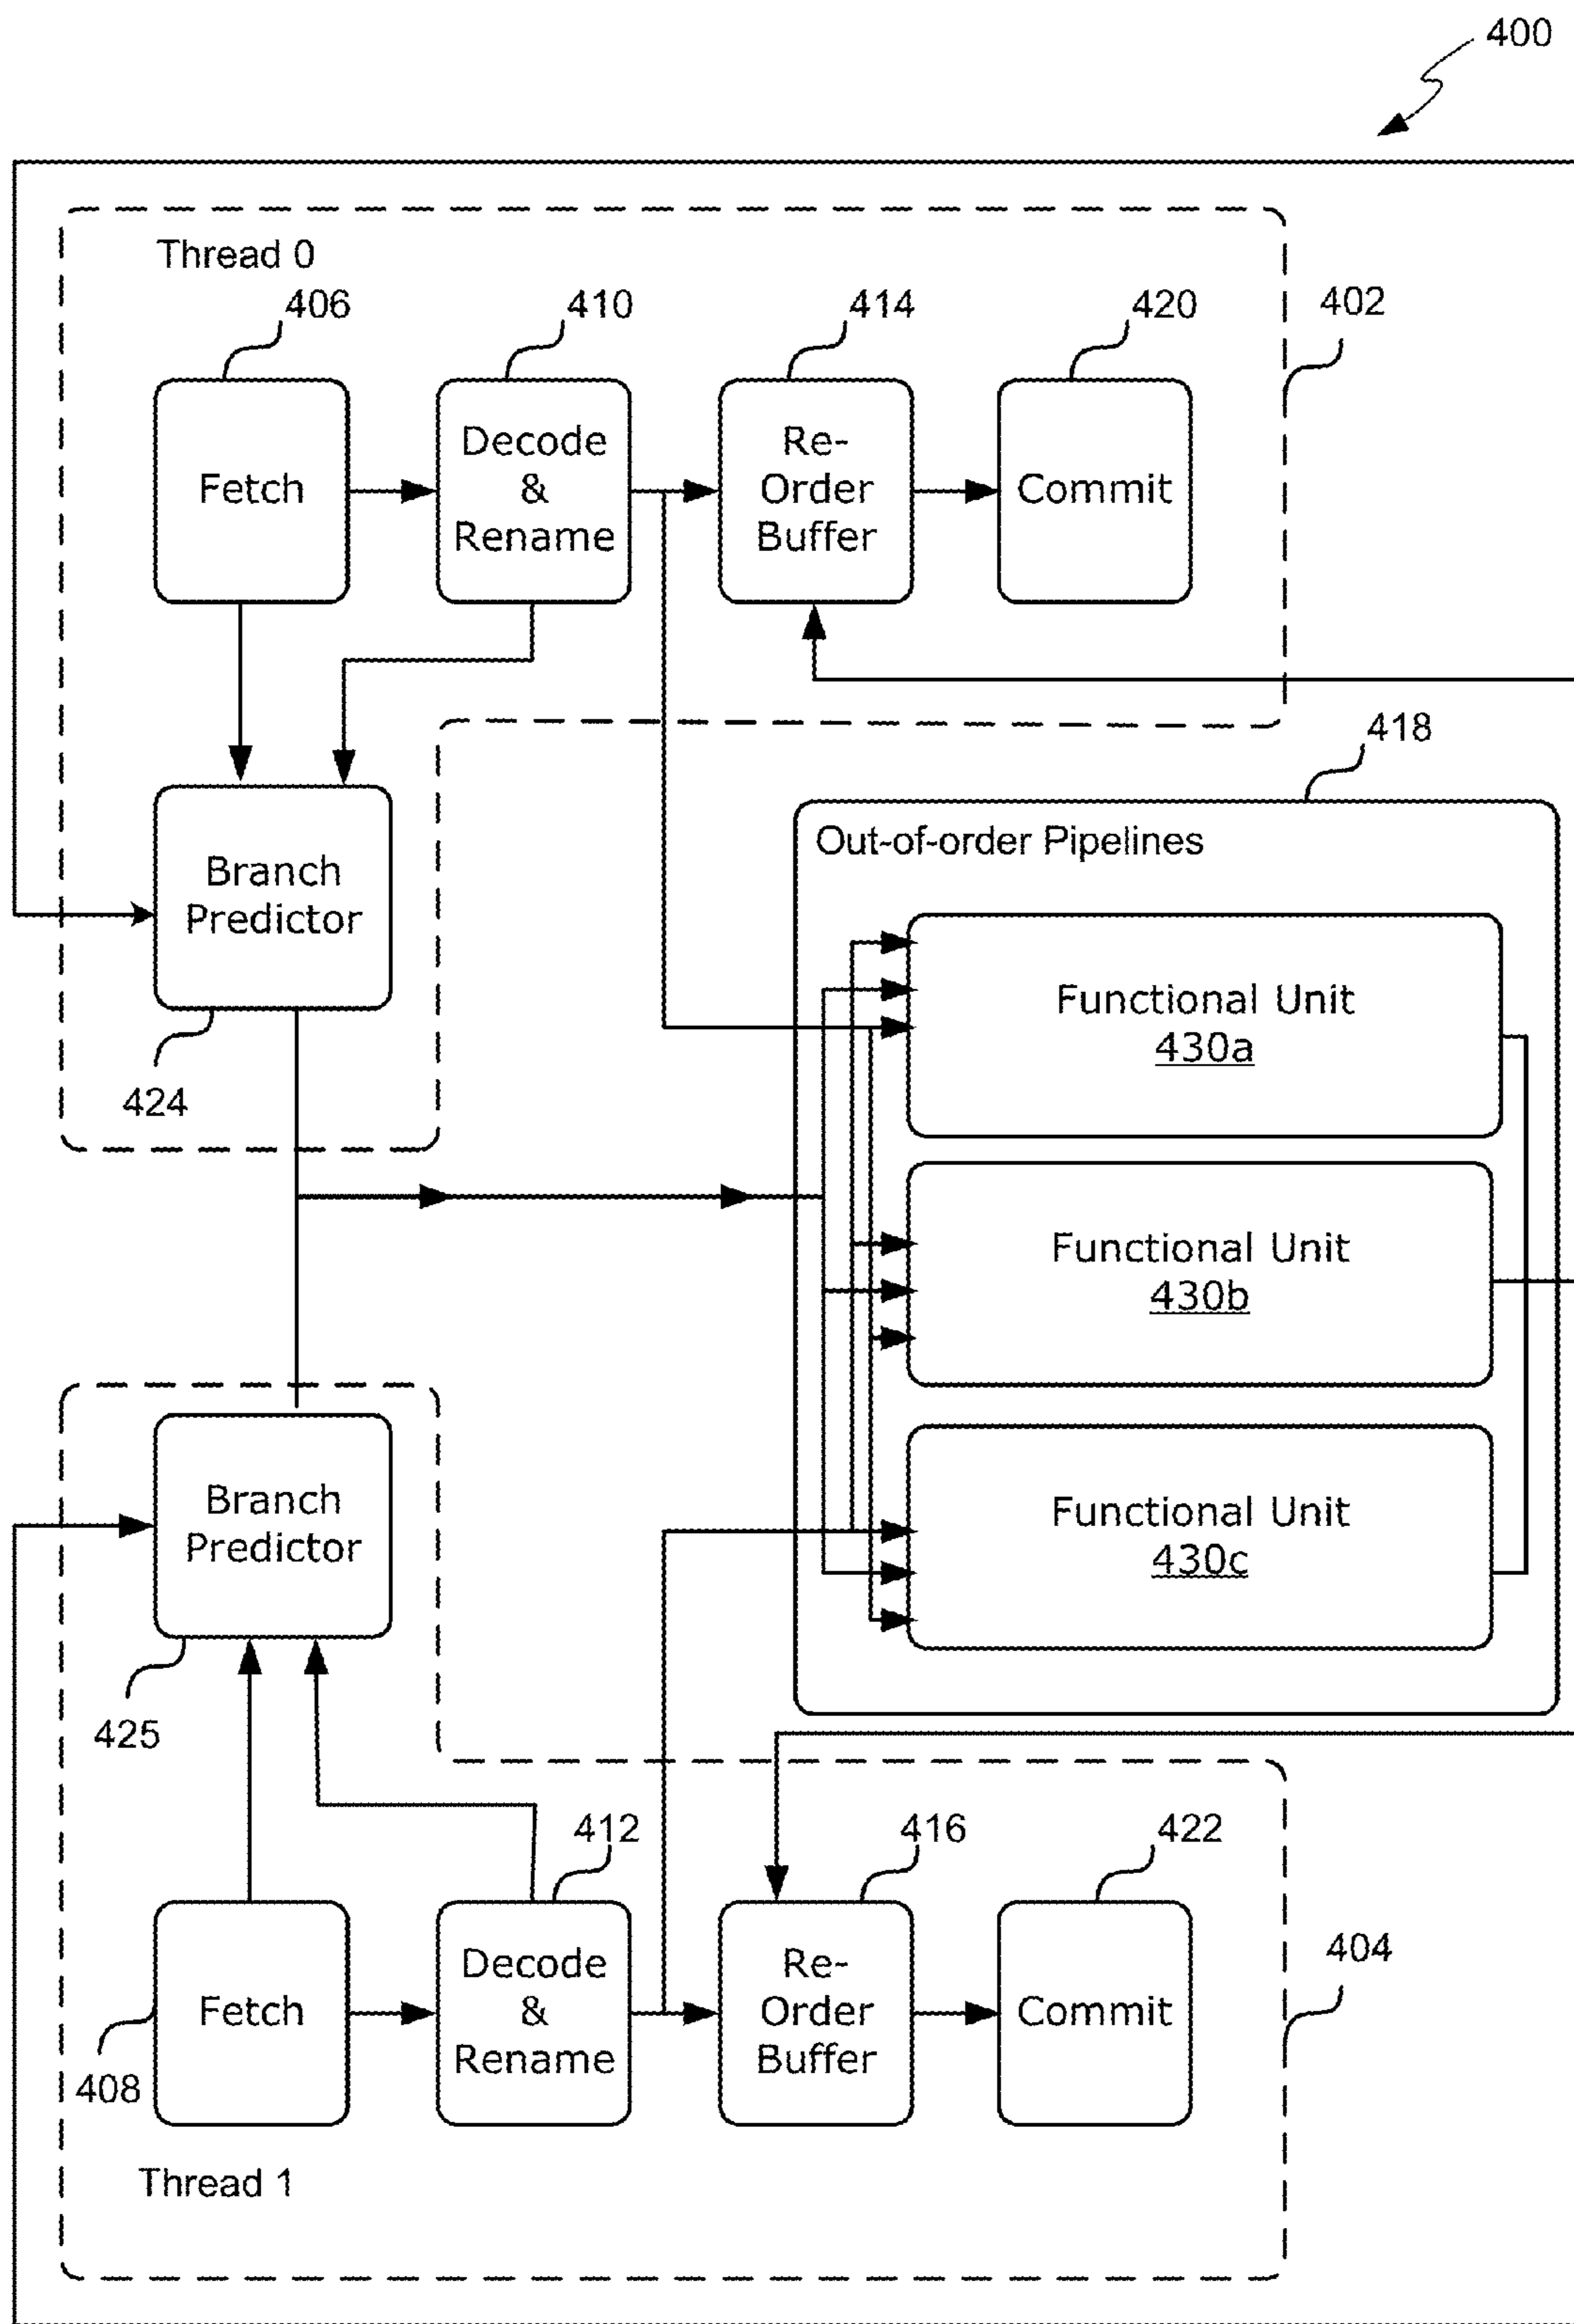 400
Thread 0
406
410
414
420
402
Fetch
Decode
&
Rename
Re-
Order
Buffer
Commit
418
Out-of-order Pipelines
Branch
Predictor
Functional Unit
430a
424
Functional Unit
430b
Branch
Predictor
Functional Unit
430c
425
412
416
422
404
Fetch
Decode
&
Rename
Re-
Order
Buffer
Commit
408
Thread 1